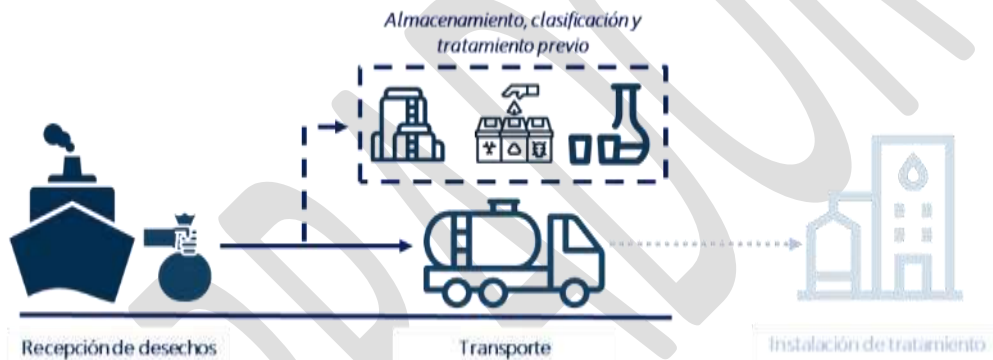 Almacenamiento, clasificación y
tratamiento previo
Recepción de desechos
Transporte
Instalación de tratamiento